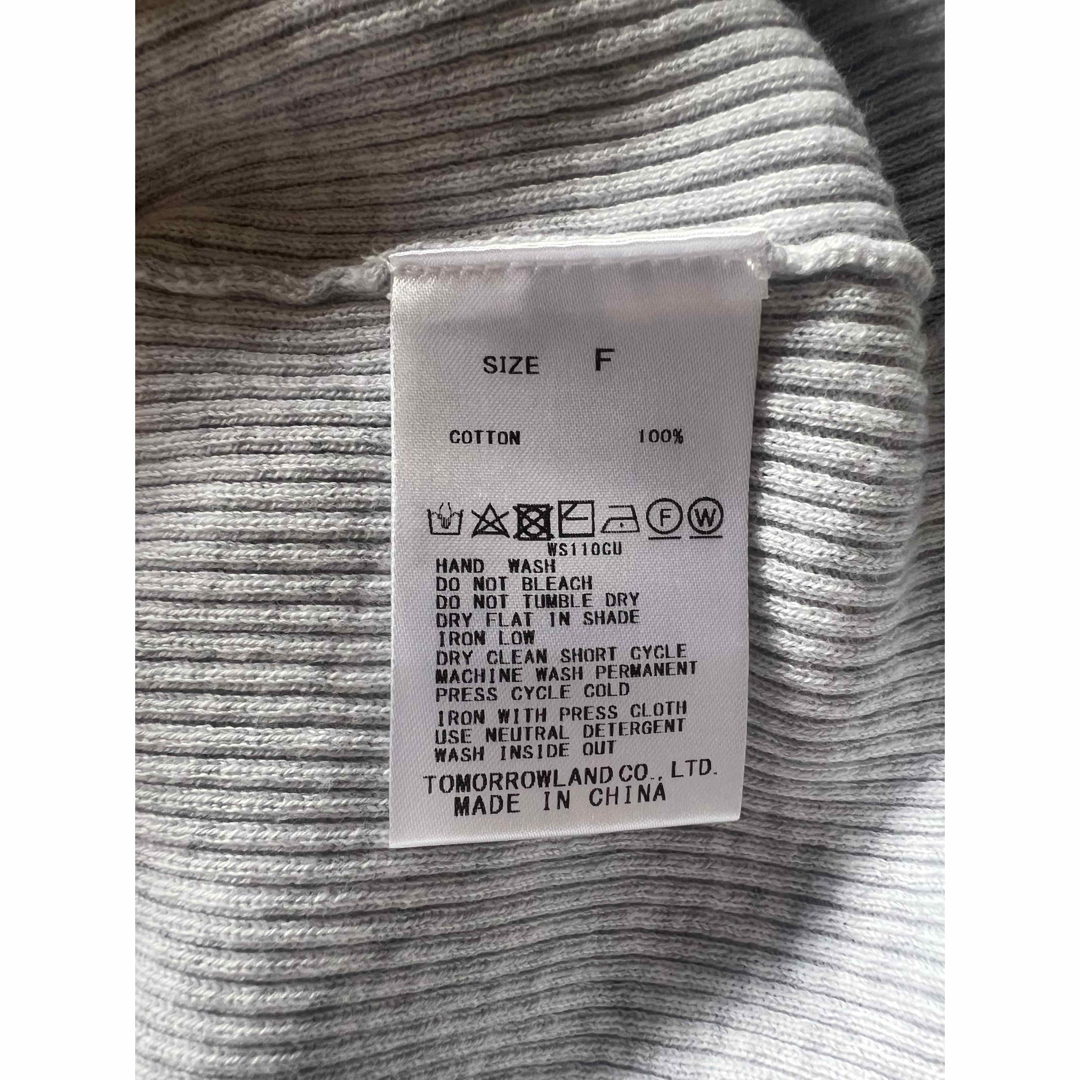 SIZE F
COTTON 100%
F W
WS110CU
HAND WASH
DO NOT BLEACH
DO NOT TUMBLE DRY
DRY FLAT IN SHADE
IRON LOW
DRY CLEAN SHORT CYCLE
MACHINE WASH PERMANENT
PRESS CYCLE COLD
IRON WITH PRESS CLOTH
USE NEUTRAL DETERGENT
WASH INSIDE OUT
TOMORROWLAND CO., LTD.
MADE IN CHINA